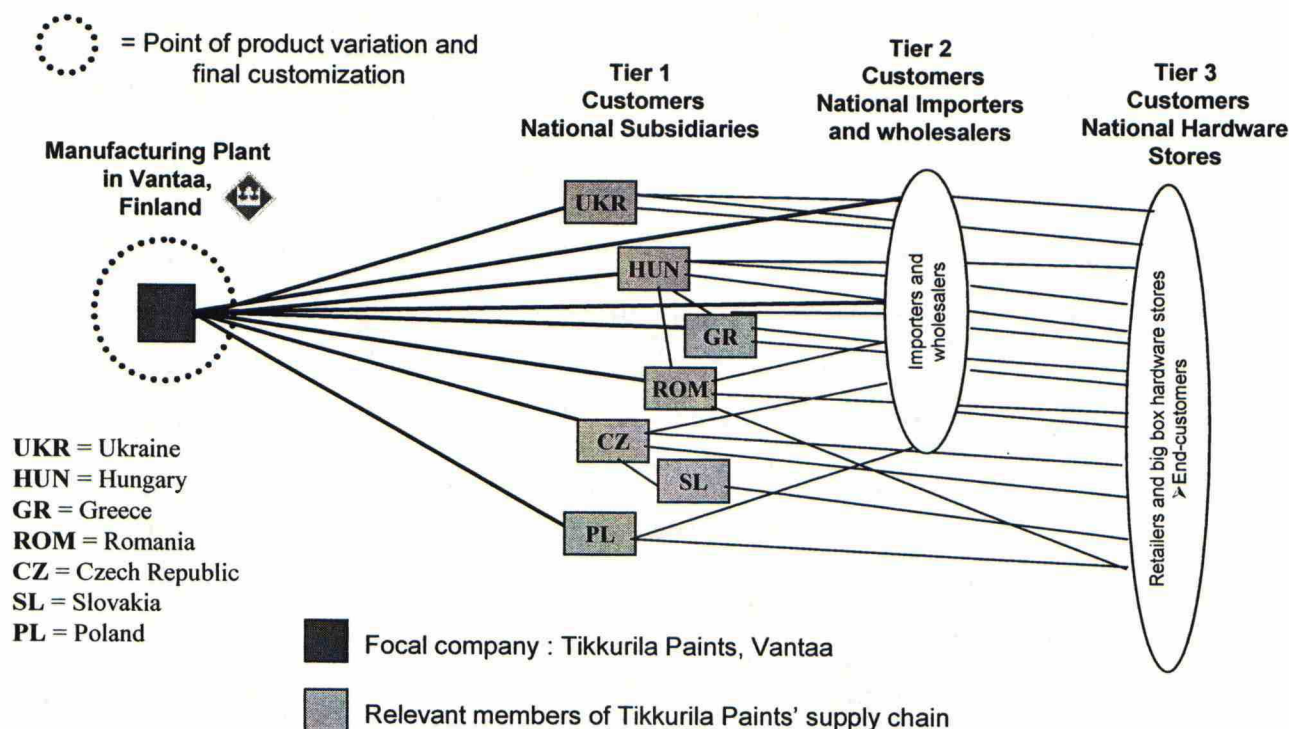 = Point of product variation and
final customization
Manufacturing Plant
in Vantaa,
Finland
Tier 1
Customers
National Subsidiaries
Tier 2
Customers
National Importers
and wholesalers
Tier 3
Customers
National Hardware
Stores
UKR
HUN
GR
ROM
CZ
SL
PL
Importers and
wholesalers
Retailers and big box hardware stores
➢End-customers
UKR = Ukraine
HUN = Hungary
GR = Greece
ROM = Romania
CZ = Czech Republic
SL = Slovakia
PL = Poland
Focal company : Tikkurila Paints, Vantaa
Relevant members of Tikkurila Paints' supply chain